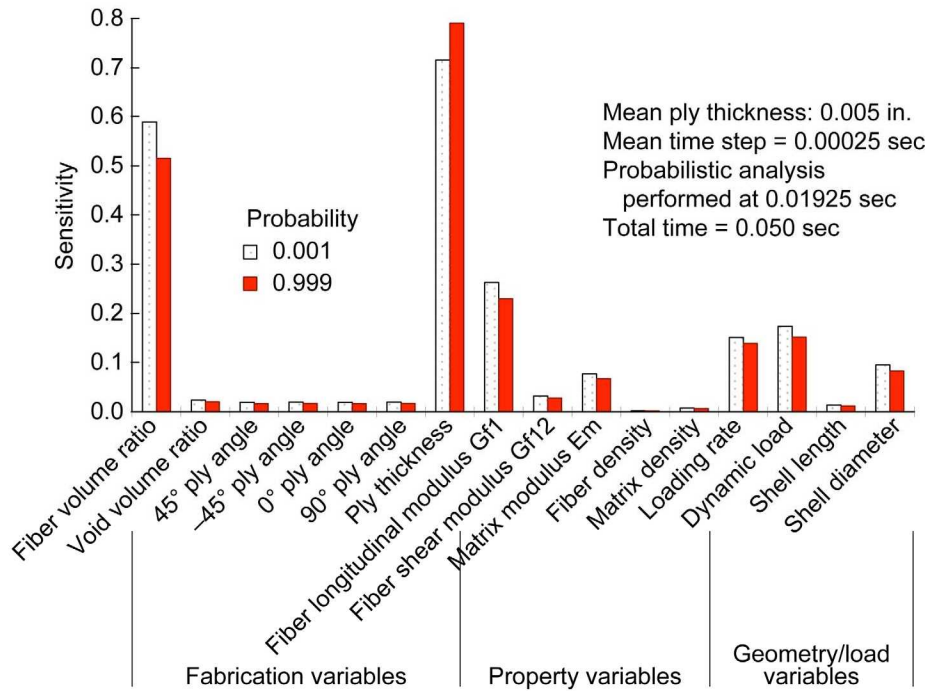 0.8
0.7
0.6
0.5
0.4
0.3
0.2
0.1
0.0
Sensitivity
Probability
0.001
0.999
Mean ply thickness: 0.005 in.
Mean time step = 0.00025 sec
Probabilistic analysis
performed at 0.01925 sec
Total time = 0.050 sec
Fiber volume ratio
Void volume ratio
45° ply angle
–45° ply angle
0° ply angle
90° ply angle
Ply thickness
Fiber longitudinal modulus Gf1
Fiber shear modulus Gf12
Matrix modulus Em
Fiber density
Matrix density
Loading rate
Dynamic load
Shell length
Shell diameter
Fabrication variables
Property variables
Geometry/load
variables